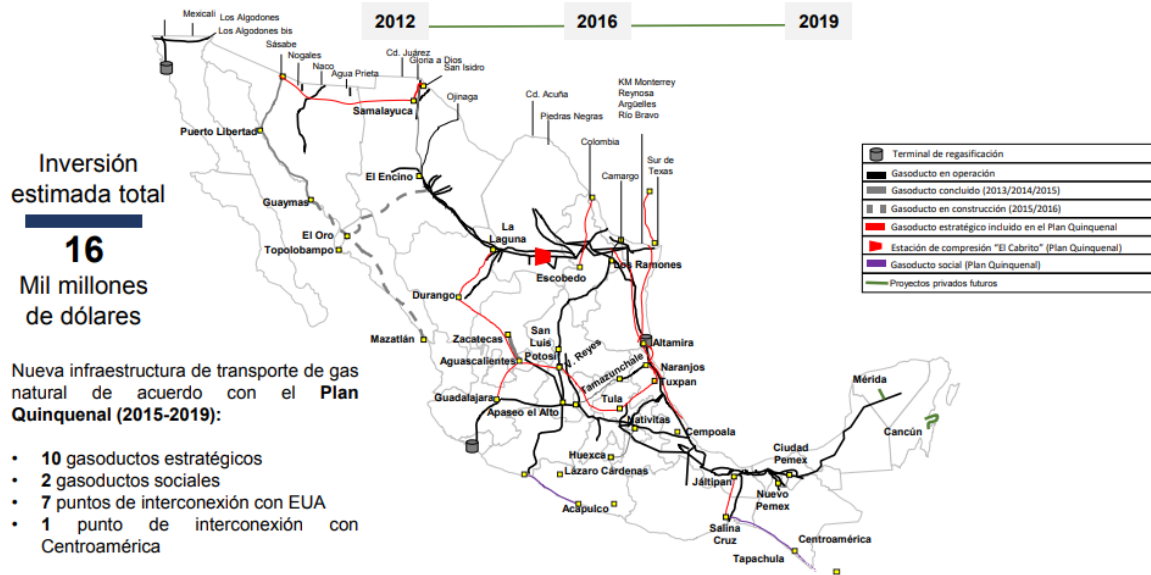 2012
2016
2019
Mexicali
Los Algodones
Los Algodones bis
Sásabe
Nogales
Naco
Agua Prieta
Cd. Juárez
Gloria a Dios
San Isidro
Samalayuca
Ojinaga
Cd. Acuña
Piedras Negras
KM Monterrey
Reynosa
Argüelles
Río Bravo
Colombia
Camargo
Sur de
Texas
Puerto Libertad
El Encino
Guaymas
El Oro
Topolobampo
La
Laguna
Escobedo
Los Ramones
Durango
Mazatlán
Zacatecas
San
Luis
Potosí
Aguascalientes
V. Reyes
Tamazunchale
Altamira
Naranjos
Tuxpan
Guadalajara
Apaseo el Alto
Tula
Nativitas
Cempoala
Huexca
Lázaro Cárdenas
Acapulco
Jáltipan
Ciudad
Pemex
Nuevo
Pemex
Mérida
Cancún
Salina
Cruz
Centroamérica
Tapachula
Inversión
estimada total
16
Mil millones
de dólares
Nueva infraestructura de transporte de gas
natural de acuerdo con el Plan
Quinquenal (2015-2019):
• 10 gasoductos estratégicos
• 2 gasoductos sociales
• 7 puntos de interconexión con EUA
• 1 punto de interconexión con
Centroamérica
Terminal de regasificación
Gasoducto en operación
Gasoducto concluido (2013/2014/2015)
Gasoducto en construcción (2015/2016)
Gasoducto estratégico incluido en el Plan Quinquenal
Estación de compresión "El Cabrito" (Plan Quinquenal)
Gasoducto social (Plan Quinquenal)
Proyectos privados futuros